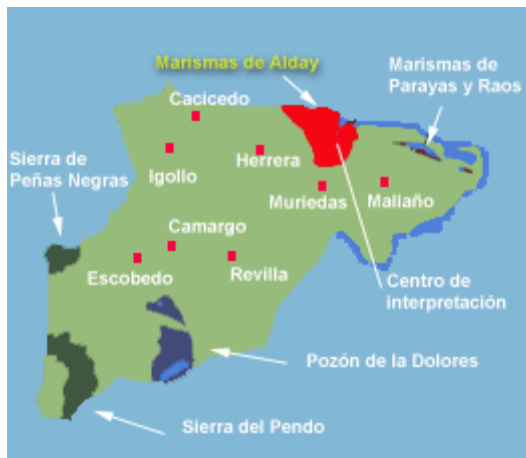 Marismas de Alday
Marismas de
Parayas y Raos
Cacicedo
Sierra de
Peñas Negras
Igollo
Herrera
Muriedas
Maliaño
Camargo
Escobedo
Revilla
Centro de
interpretación
Pozón de la Dolores
Sierra del Pendo